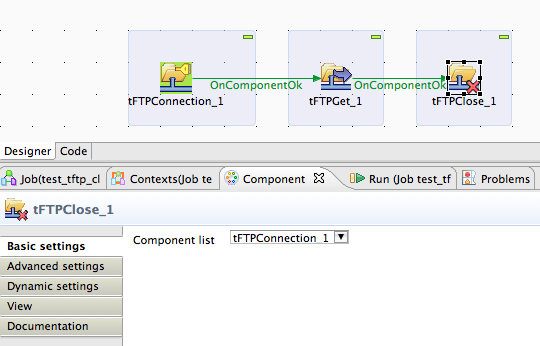 OnComponentOk OnComponentOk
tFTPConnection_1 tFTPGet_1 tFTPClose_1
Designer Code
Job(test_tftp_cl Contexts(Job te Component Run (Job test_tf Problems
tFTPClose_1
Basic settings
Component list tFTPConnection_1
Advanced settings
Dynamic settings
View
Documentation